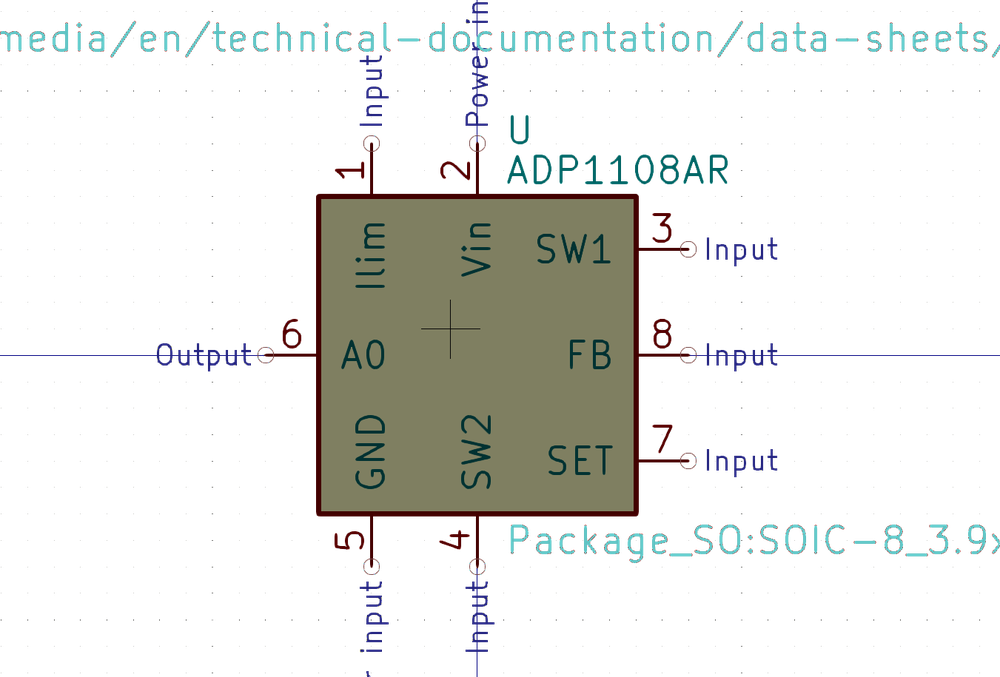 media/en/technical-documentation/data-sheets/
Input
Power in
U
ADP1108AR
1
2
Ilim
Vin
SW1
3
Input
Output
6
A0
FB
8
Input
GND
SW2
SET
7
Input
5
4
Package_SO:SOIC-8_3.9x
input
Input